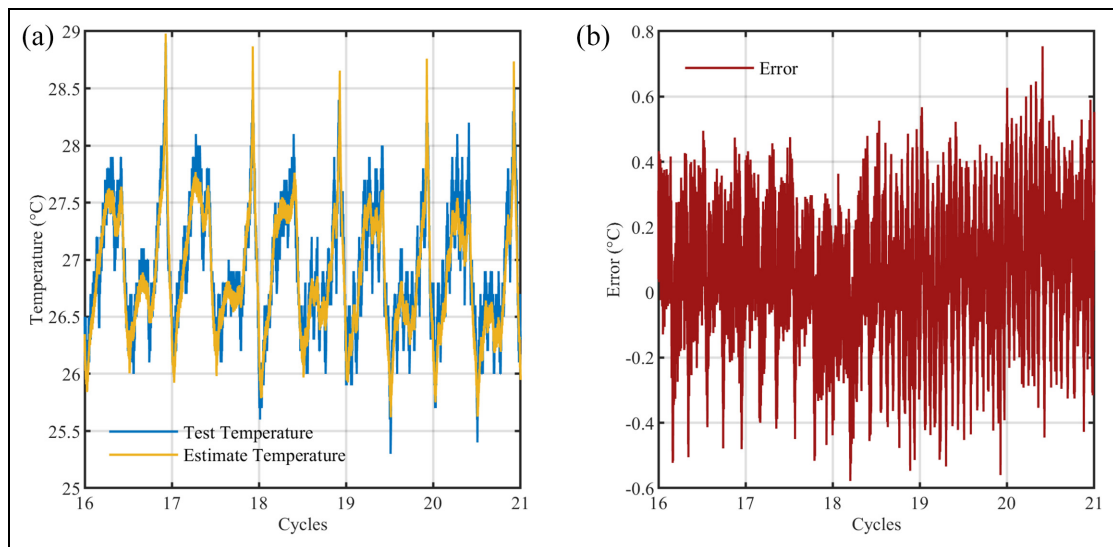 (a)
29
28.5
28
27.5
27
26.5
26
25.5
25
Temperature (°C)
Test Temperature
Estimate Temperature
16 17 18 19 20 21
Cycles
(b)
0.8
0.6
0.4
0.2
0
-0.2
-0.4
-0.6
Error (°C)
Error
16 17 18 19 20 21
Cycles